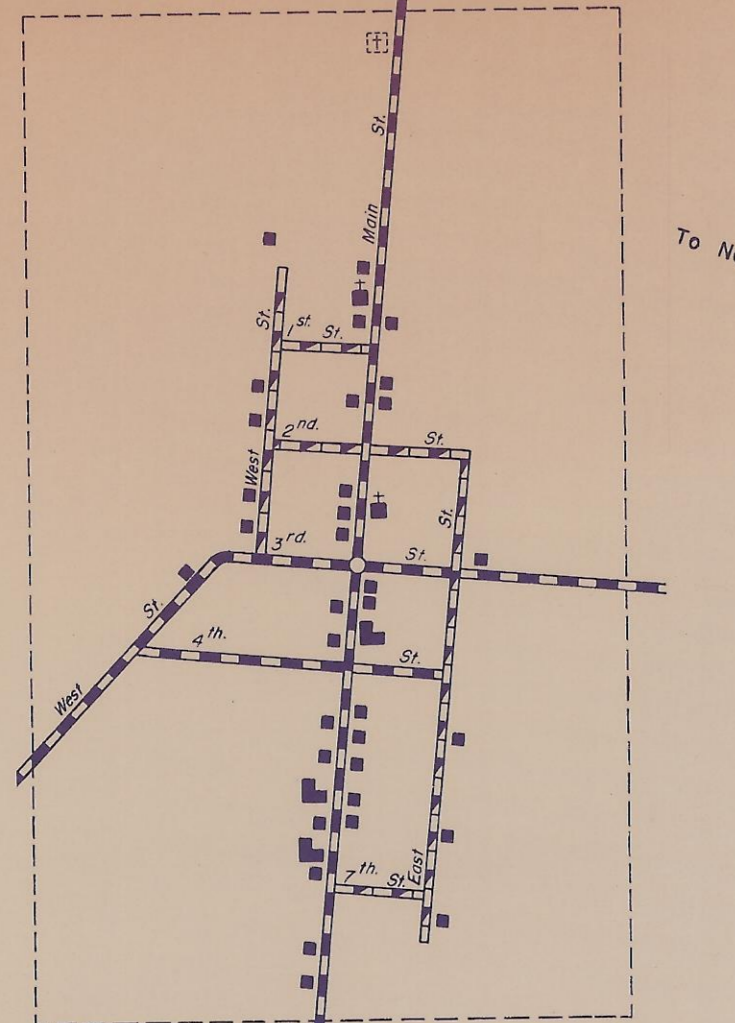 St.
Main
To
St.
1st. St.
2nd. St.
West
St.
3rd. St.
St.
4th. St.
West
East
7th. St.